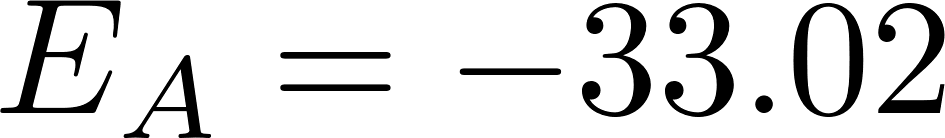 E_A = −33.02